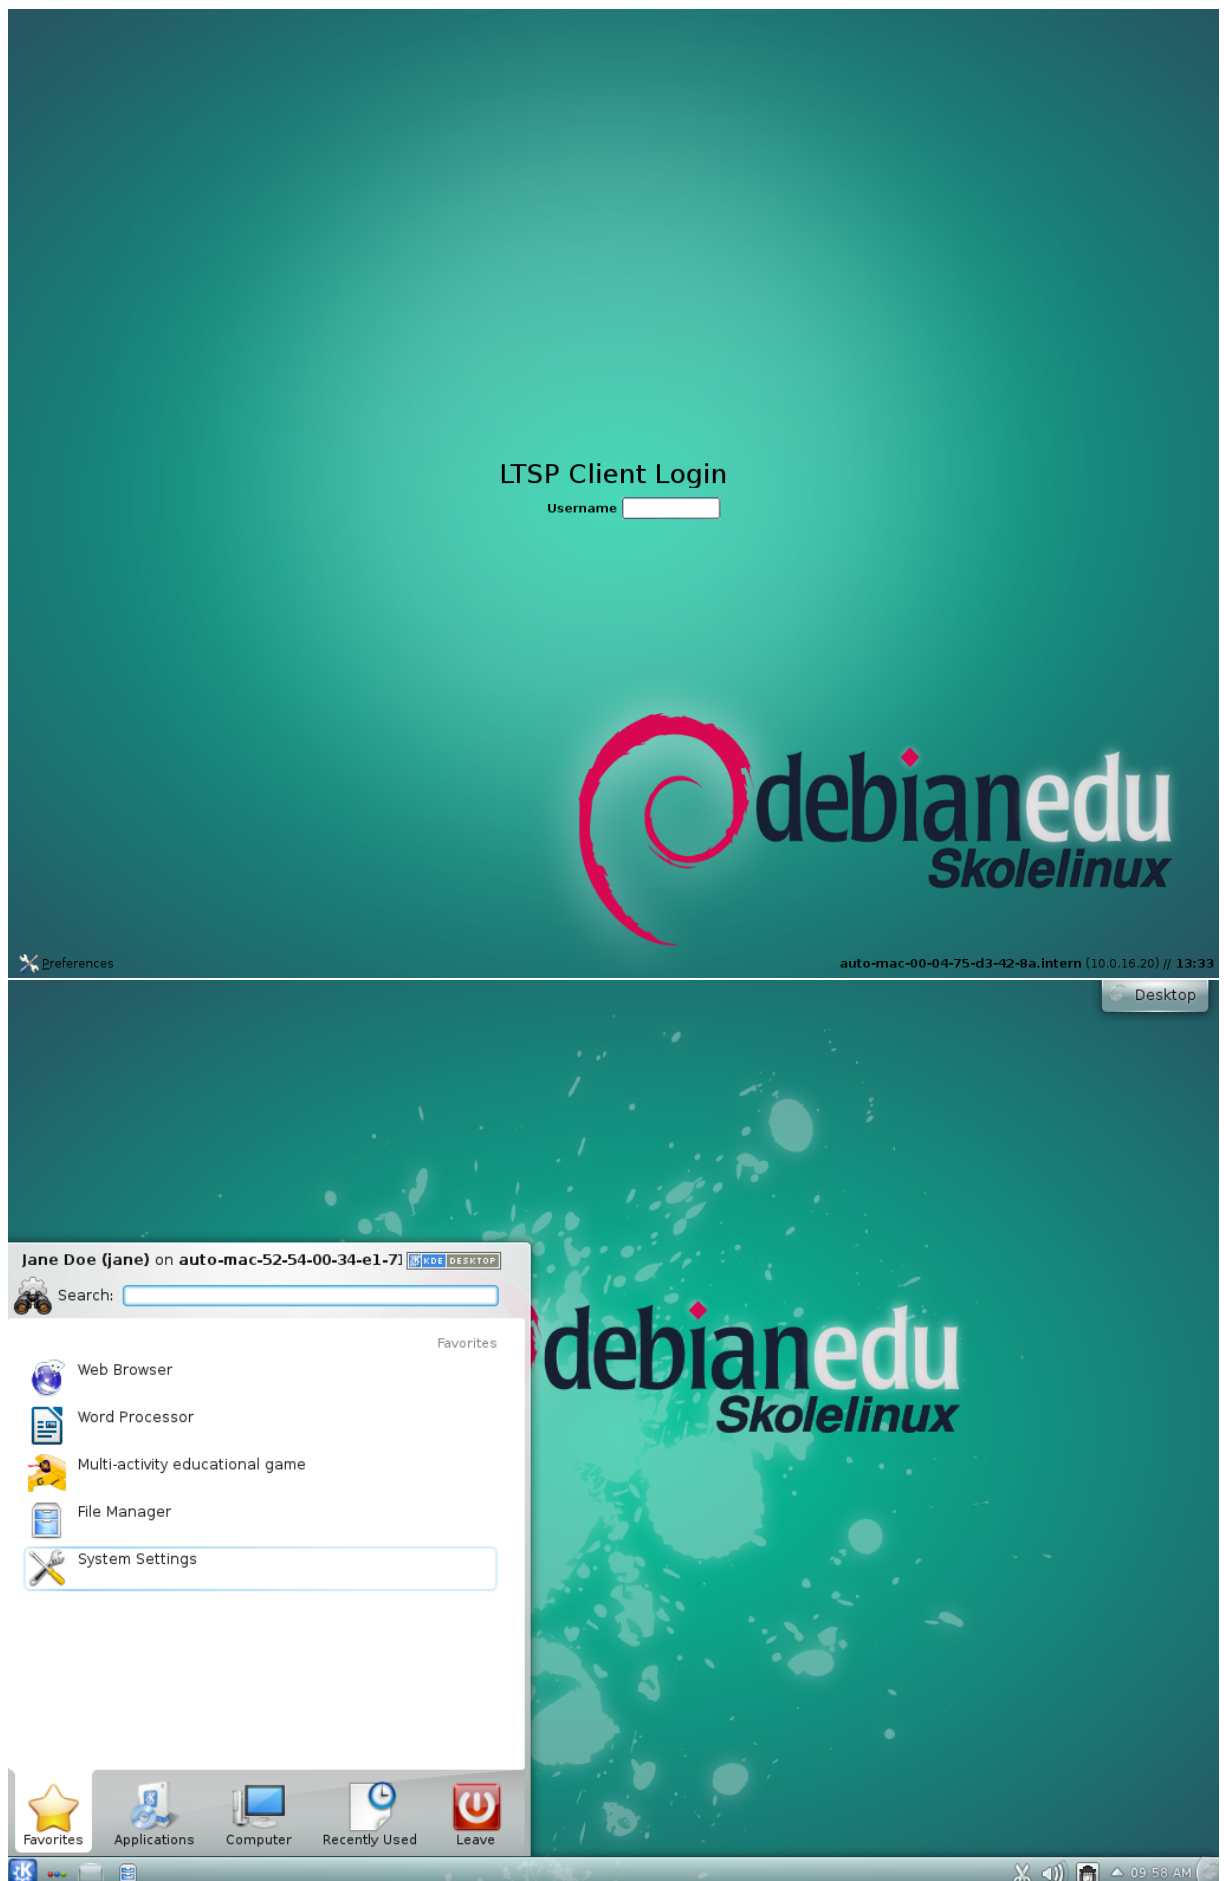 LTSP Client Login
Username
debianedu
Skolelinux
Preferences
auto-mac-00-04-75-d3-42-8a.intern (10.0.16.20) // 13:33
Desktop
Jane Doe (jane) on auto-mac-52-54-00-34-e1-71
KDE DESKTOP
Search:
Favorites
Web Browser
Word Processor
Multi-activity educational game
File Manager
System Settings
debianedu
Skolelinux
Favorites
Applications
Computer
Recently Used
Leave
09:58 AM